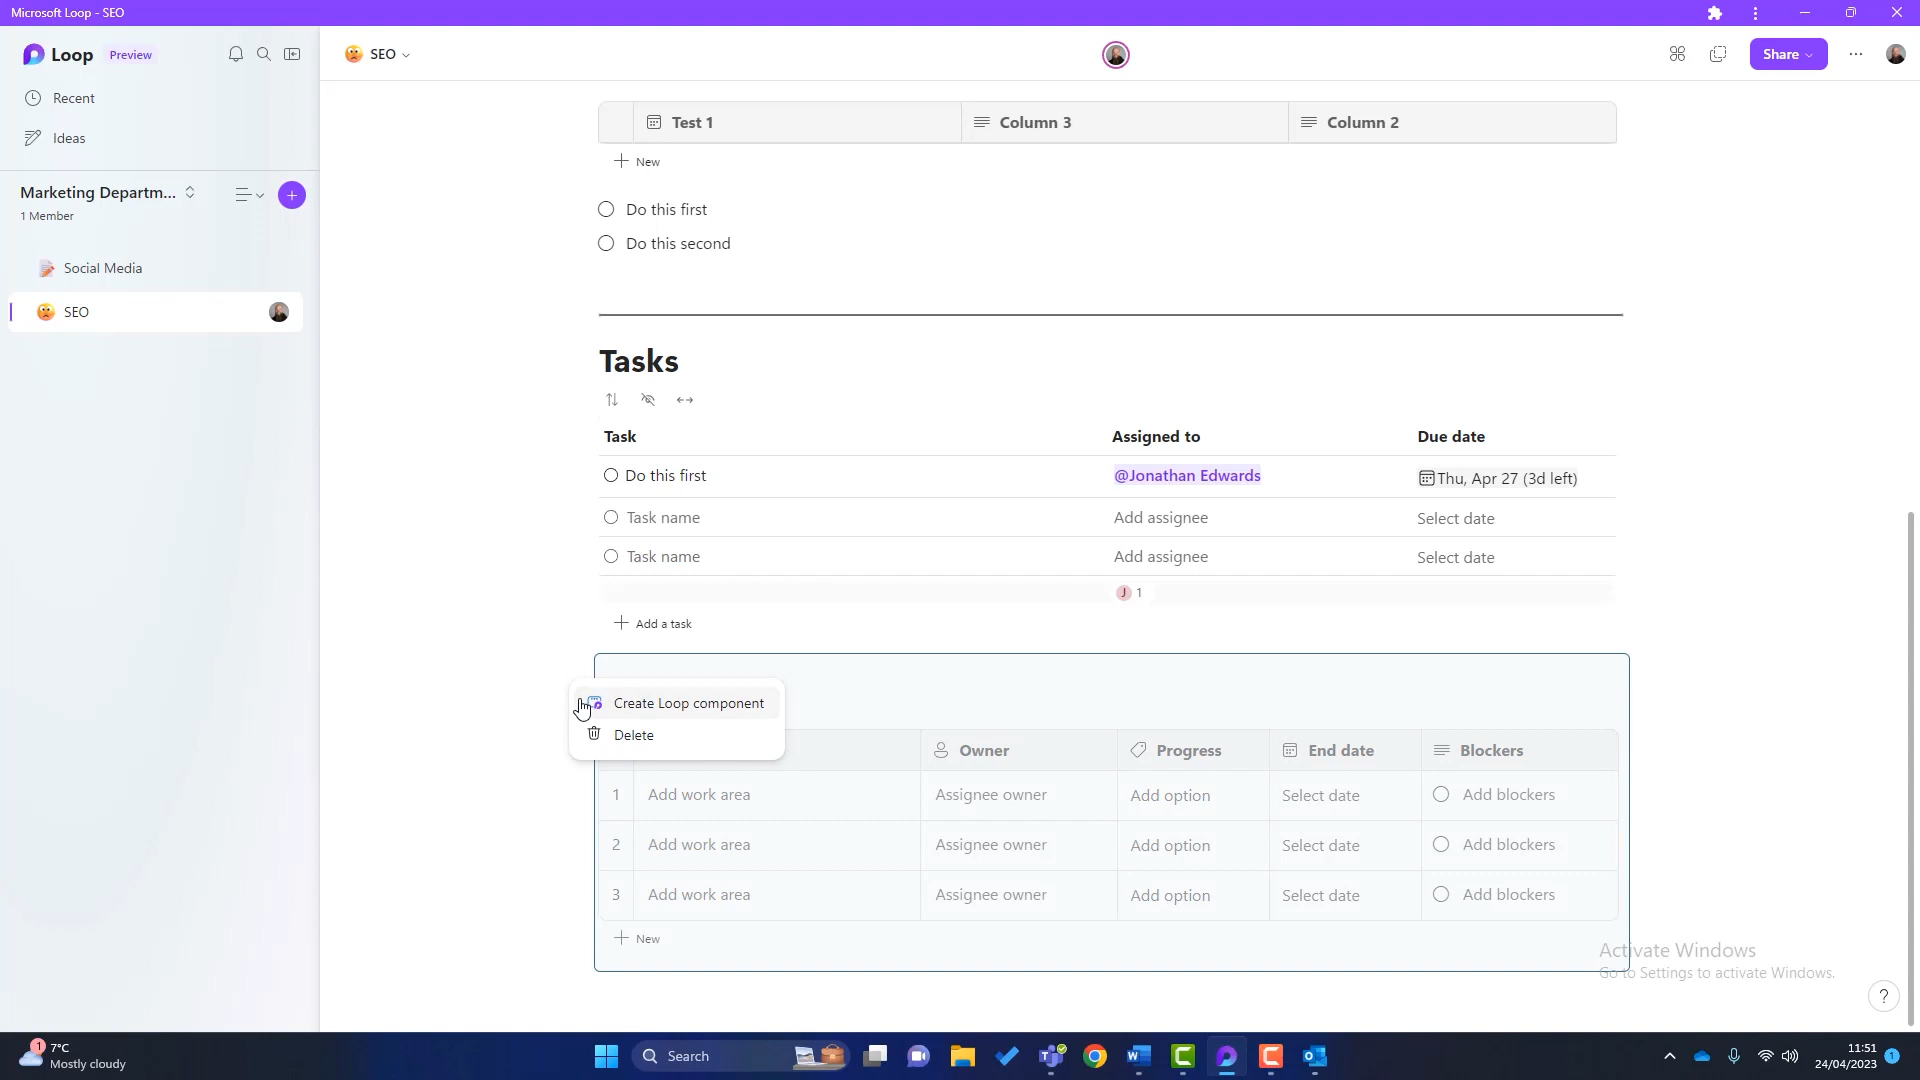 Microsoft Loop - SEO
Loop Preview
SEO
Share
Recent
Ideas
Marketing Departm...
1 Member
Social Media
SEO
Test 1 Column 3 Column 2
New
Do this first
Do this second
Tasks
Task Assigned to Due date
Do this first @Jonathan Edwards Thu, Apr 27 (3d left)
Task name Add assignee Select date
Task name Add assignee Select date
J 1
Add a task
Create Loop component
Delete
Owner Progress End date Blockers
1 Add work area Assignee owner Add option Select date Add blockers
2 Add work area Assignee owner Add option Select date Add blockers
3 Add work area Assignee owner Add option Select date Add blockers
New
Activate Windows
Go to Settings to activate Windows.
?
1 7°C
Mostly cloudy
Search
11:51
24/04/2023
1